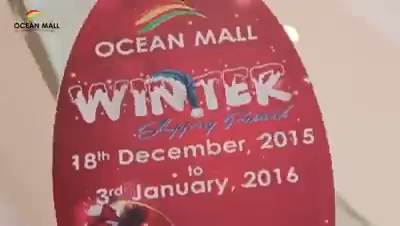 OCEAN MALL
OCEAN MALL
WINTER
Shopping Festival
18th December, 2015
to
3rd January, 2016